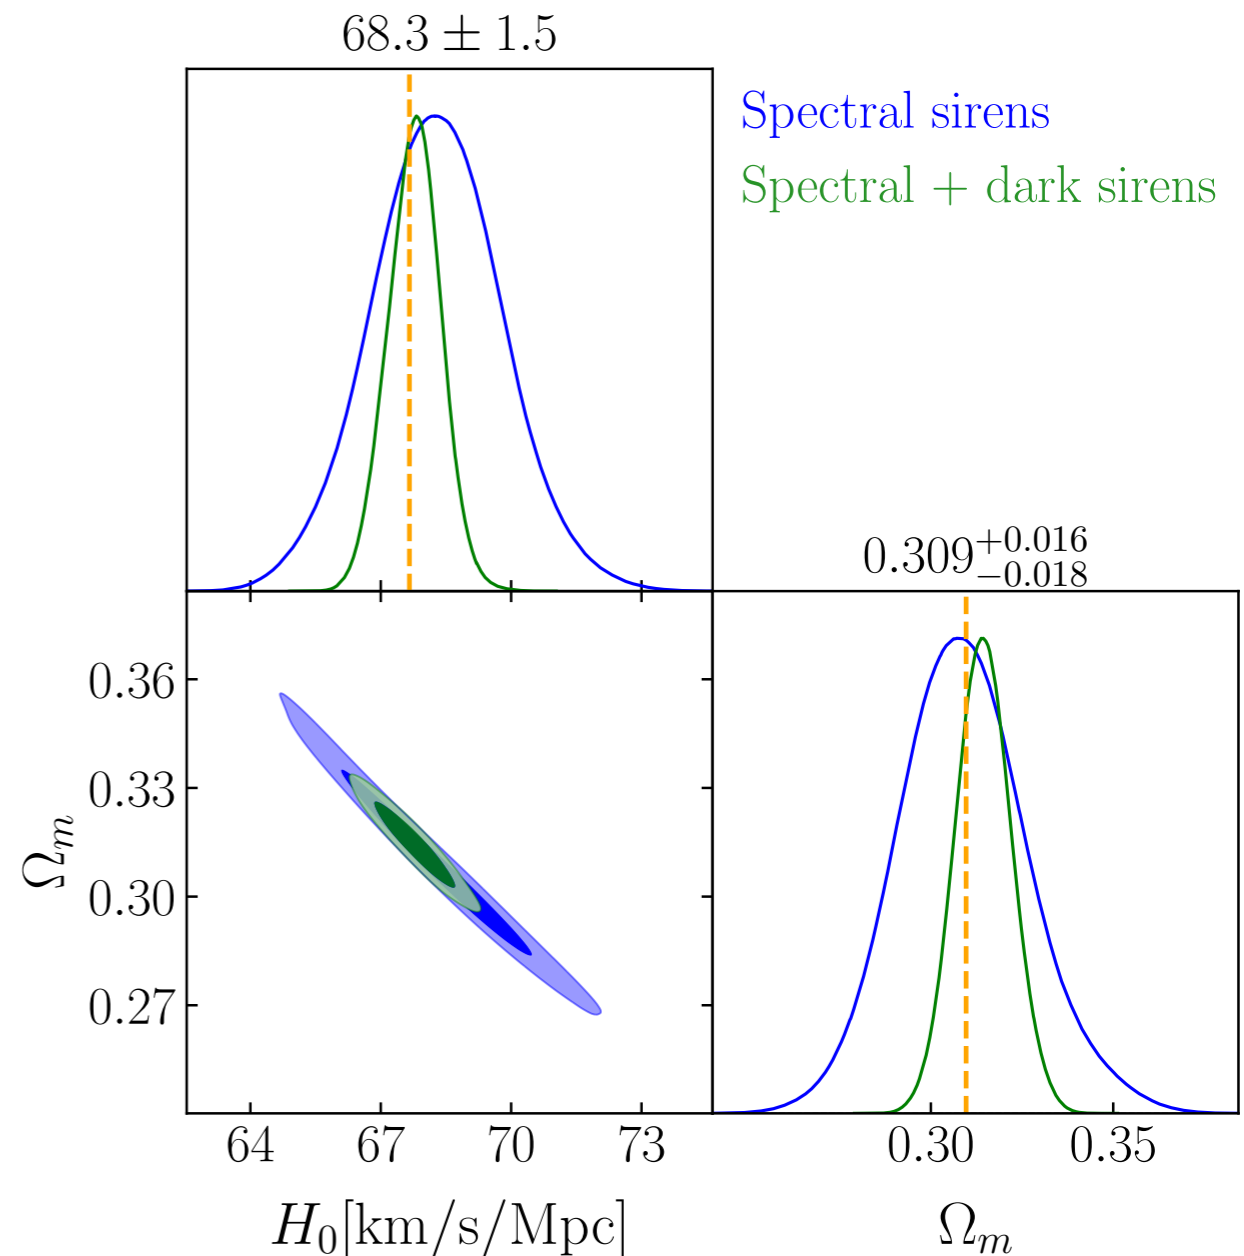 68.3 ± 1.5
Spectral sirens
Spectral + dark sirens
0.309+0.016−0.018
0.36
0.33
0.30
0.27
Ωm
64 67 70 73
0.30 0.35
H0[km/s/Mpc]
Ωm